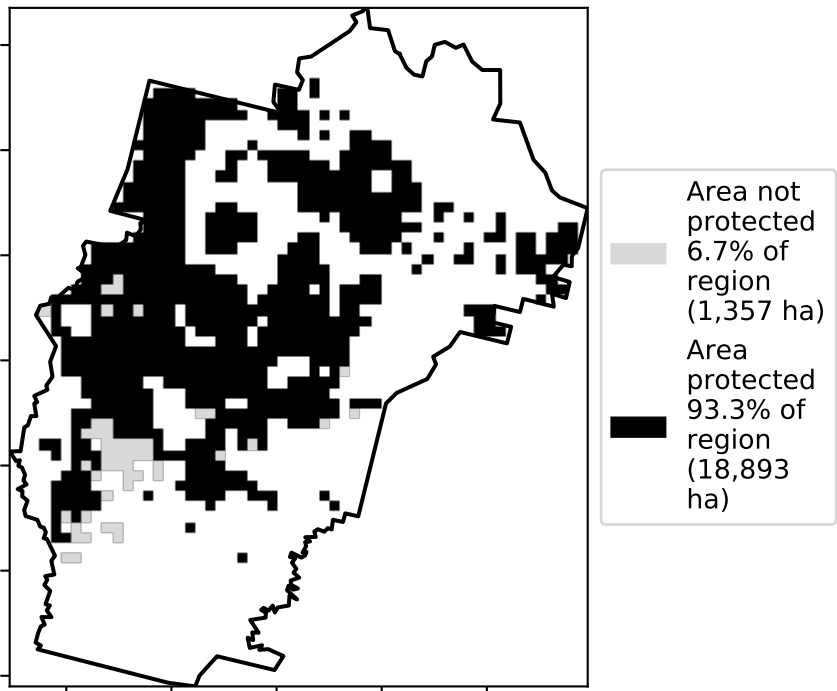 Area not
protected
6.7% of
region
(1,357 ha)
Area
protected
93.3% of
region
(18,893
ha)